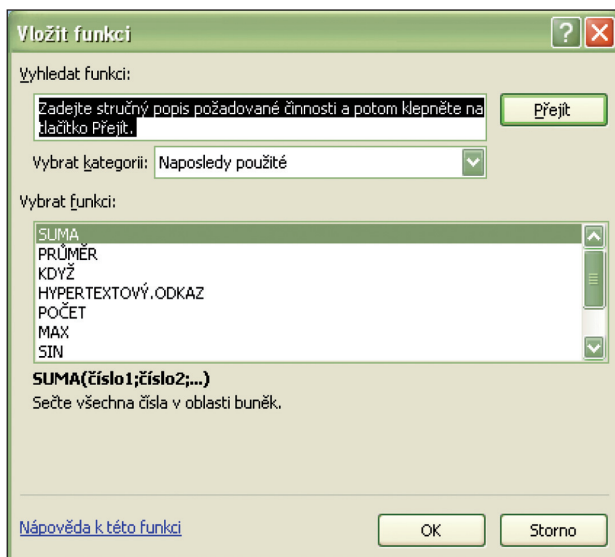 Vložit funkci
Vyhledat funkci:
Zadejte stručný popis požadované činnosti a potom klepněte na
tlačítko Přejít.
Přejít
Vybrat kategorii: Naposledy použité
Vybrat funkci:
SUMA
PRŮMĚR
KDYŽ
HYPERTEXTOVÝ.ODKAZ
POČET
MAX
SIN
SUMA(číslo1;číslo2;...)
Sečte všechna čísla v oblasti buněk.
Nápověda k této funkci
OK
Storno